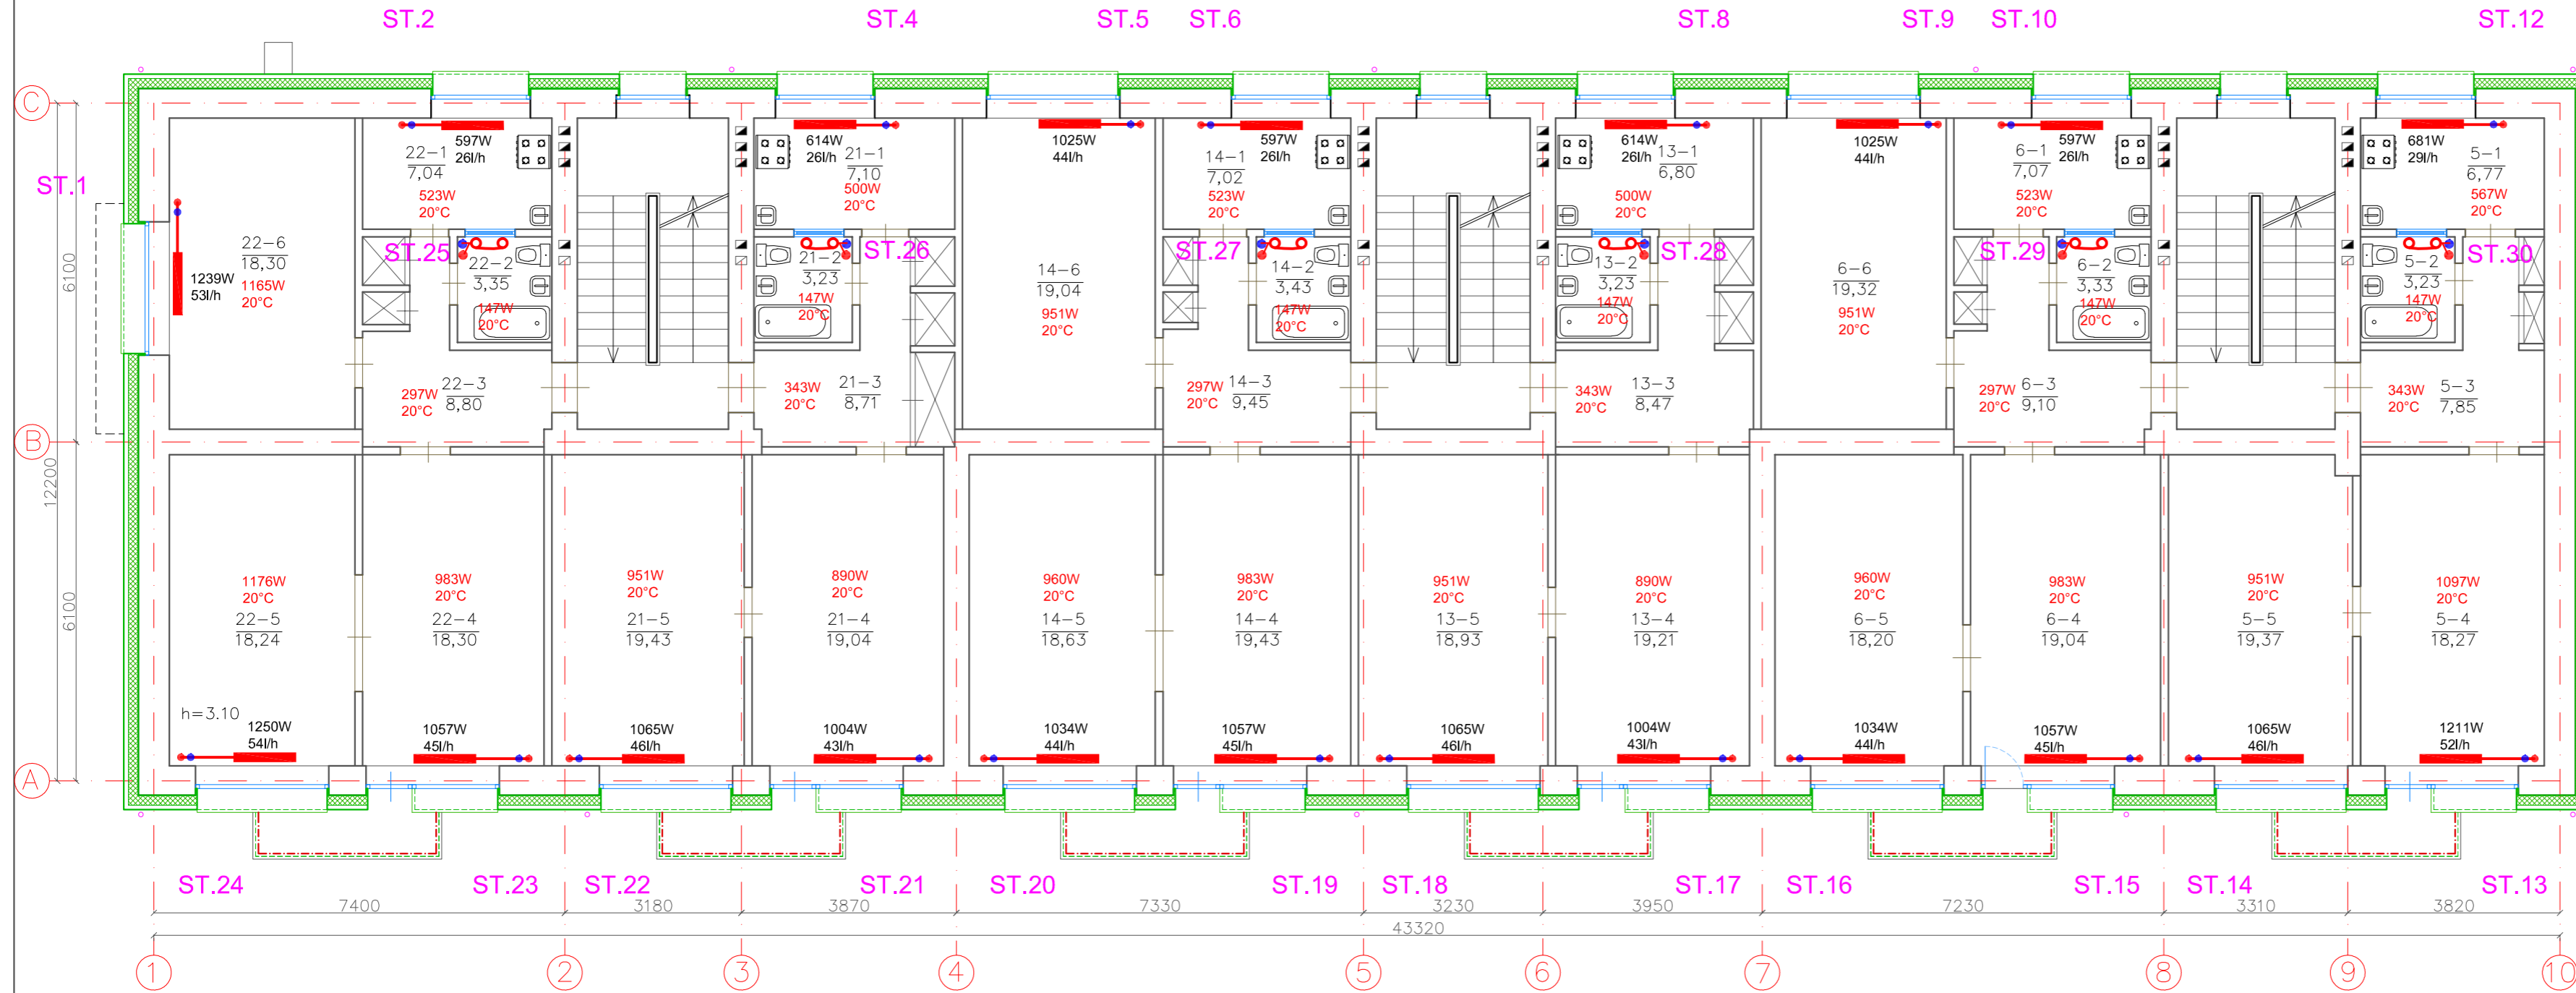 ST.2 ST.4 ST.5 ST.6 ST.8 ST.9 ST.10 ST.12
C
597W
26l/h
22-1
7,04
523W
20°C
614W
26l/h
21-1
7,10
500W
20°C
1025W
44l/h
597W
26l/h
14-1
7,02
523W
20°C
614W
26l/h
13-1
6,80
500W
20°C
1025W
44l/h
597W
26l/h
6-1
7,07
523W
20°C
681W
29l/h
5-1
6,77
567W
20°C
ST.1
ST.25 ST.26 ST.27 ST.28 ST.29 ST.30
22-6
18,30
1239W
53l/h
1165W
20°C
22-2
3,35
147W
20°C
21-2
3,23
147W
20°C
14-6
19,04
951W
20°C
14-2
3,43
147W
20°C
13-2
3,23
147W
20°C
6-6
19,32
951W
20°C
6-2
3,33
147W
20°C
5-2
3,23
147W
20°C
6100
297W
20°C
22-3
8,80
343W
20°C
21-3
8,71
297W
20°C
14-3
9,45
343W
20°C
13-3
8,47
297W
20°C
6-3
9,10
343W
20°C
5-3
7,85
B
12200
6100
1176W
20°C
22-5
18,24
983W
20°C
22-4
18,30
951W
20°C
21-5
19,43
890W
20°C
21-4
19,04
960W
20°C
14-5
18,63
983W
20°C
14-4
19,43
951W
20°C
13-5
18,93
890W
20°C
13-4
19,21
960W
20°C
6-5
18,20
983W
20°C
6-4
19,04
951W
20°C
5-5
19,37
1097W
20°C
5-4
18,27
h=3.10
1250W
54l/h
1057W
45l/h
1065W
46l/h
1004W
43l/h
1034W
44l/h
1057W
45l/h
1065W
46l/h
1004W
43l/h
1034W
44l/h
1057W
45l/h
1065W
46l/h
1211W
52l/h
A
ST.24 ST.23 ST.22 ST.21 ST.20 ST.19 ST.18 ST.17 ST.16 ST.15 ST.14 ST.13
7400 3180 3870 7330 3230 3950 7230 3310 3820
43320
1 2 3 4 5 6 7 8 9 10